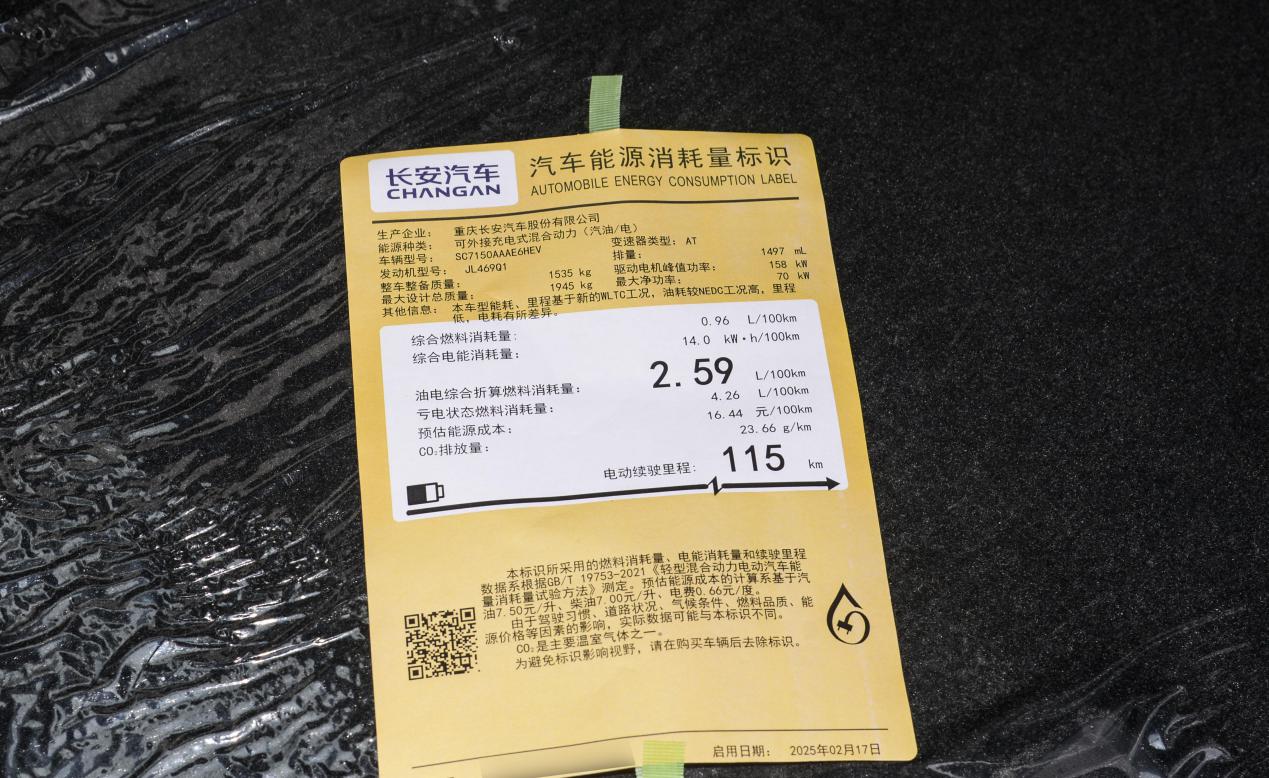 长安汽车
CHANGAN
汽车能源消耗量标识
AUTOMOBILE ENERGY CONSUMPTION LABEL
生产企业: 重庆长安汽车股份有限公司
能源种类: 可外接充电式混合动力（汽油/电）
车辆型号: SC7150AAAE6HEV 变速器类型: AT
发动机型号: JL469Q1 排量: 1497 mL
整车整备质量: 1535 kg 驱动电机峰值功率: 158 kW
最大设计总质量: 1945 kg 最大净功率: 70 kW
其他信息: 本车型能耗、里程基于新的WLTC工况，油耗较NEDC工况高，里程
低，电耗有所差异。
综合燃料消耗量: 0.96 L/100km
综合电能消耗量: 14.0 kW·h/100km
油电综合折算燃料消耗量: 2.59 L/100km
亏电状态燃料消耗量: 4.26 L/100km
预估能源成本: 16.44 元/100km
CO₂排放量: 23.66 g/km
电动续驶里程: 115 km
本标识所采用的燃料消耗量、电能消耗量和续驶里程
数据系根据GB/T 19753-2021《轻型混合动力电动汽车能
量消耗量试验方法》测定。预估能源成本的计算系基于汽
油7.50元/升、柴油7.00元/升、电费0.66元/度。
由于驾驶习惯、道路状况、气候条件、燃料品质、能
源价格等因素的影响，实际数据可能与本标识不同。
CO₂是主要温室气体之一。
为避免标识影响视野，请在购买车辆后去除标识。
启用日期: 2025年02月17日